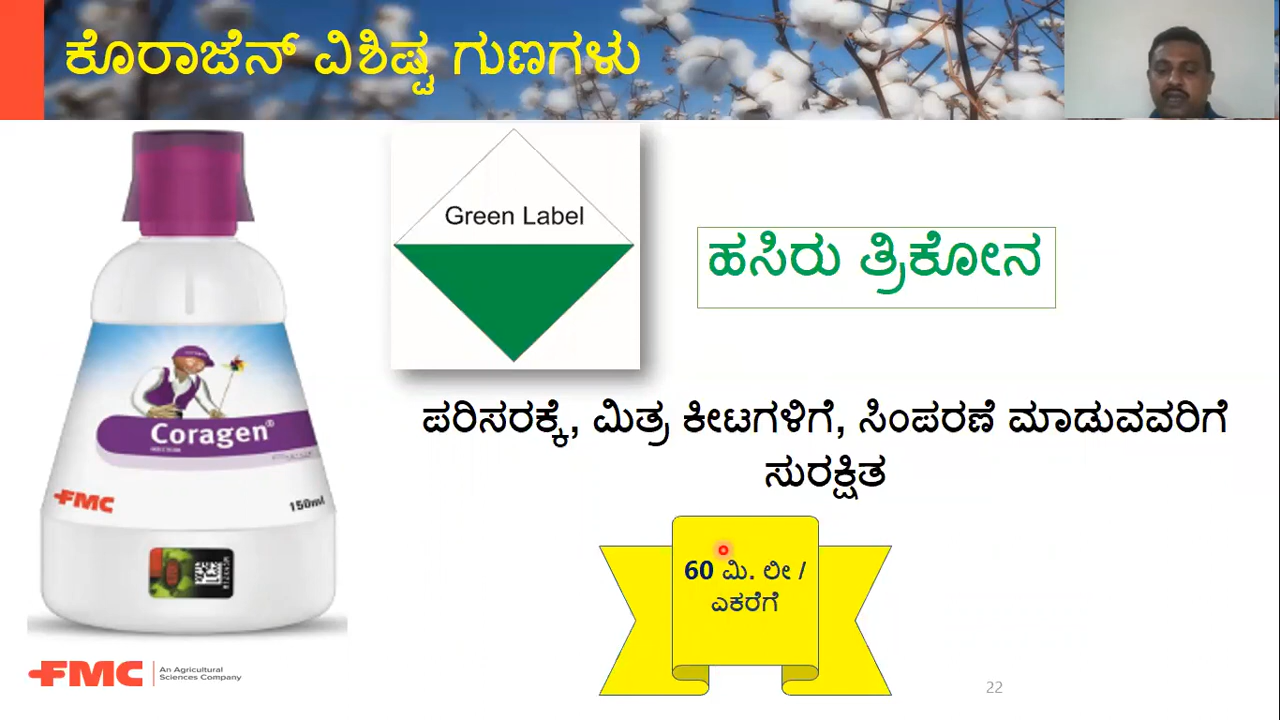 ಕೊರಾಜೆನ್ ವಿಶಿಷ್ಟ ಗುಣಗಳು
Green Label
ಹಸಿರು ತ್ರಿಕೋನ
Coragen®
FMC
150ml
ಪರಿಸರಕ್ಕೆ, ಮಿತ್ರ ಕೀಟಗಳಿಗೆ, ಸಿಂಪರಣೆ ಮಾಡುವವರಿಗೆ
ಸುರಕ್ಷಿತ
60 ಮಿ. ಲೀ /
ಎಕರೆಗೆ
FMC
An Agricultural
Sciences Company
22